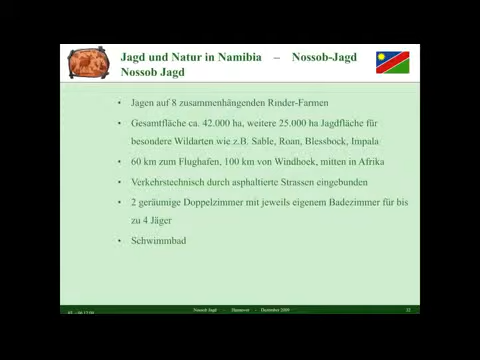 Jagd und Natur in Namibia – Nossob-Jagd
Nossob Jagd
• Jagen auf 8 zusammenhängenden Rinder-Farmen
• Gesamtfläche ca. 42.000 ha, weitere 25.000 ha Jagdfläche für
besondere Wildarten wie z.B. Sable, Roan, Blessbock, Impala
• 60 km zum Flughafen, 100 km von Windhoek, mitten in Afrika
• Verkehrstechnisch durch asphaltierte Strassen eingebunden
• 2 geräumige Doppelzimmer mit jeweils eigenem Badezimmer für bis
zu 4 Jäger
• Schwimmbad
Nossob Jagd - Hannover - Dezember 2009